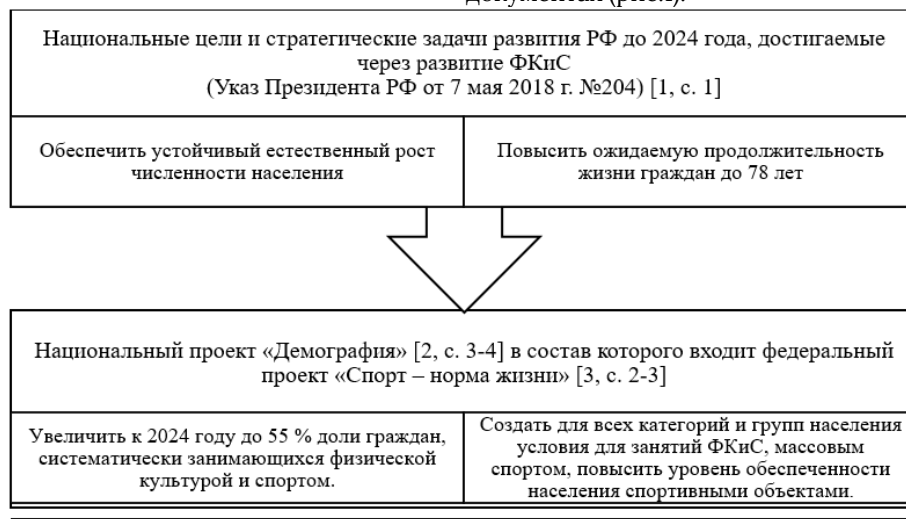 документах (рис.1).
Национальные цели и стратегические задачи развития РФ до 2024 года, достигаемые
через развитие ФКиС
(Указ Президента РФ от 7 мая 2018 г. №204) [1, с. 1]
Обеспечить устойчивый естественный рост
численности населения
Повысить ожидаемую продолжительность
жизни граждан до 78 лет
Национальный проект «Демография» [2, с. 3-4] в состав которого входит федеральный
проект «Спорт – норма жизни» [3, с. 2-3]
Увеличить к 2024 году до 55 % доли граждан,
систематически занимающихся физической
культурой и спортом.
Создать для всех категорий и групп населения
условия для занятий ФКиС, массовым
спортом, повысить уровень обеспеченности
населения спортивными объектами.